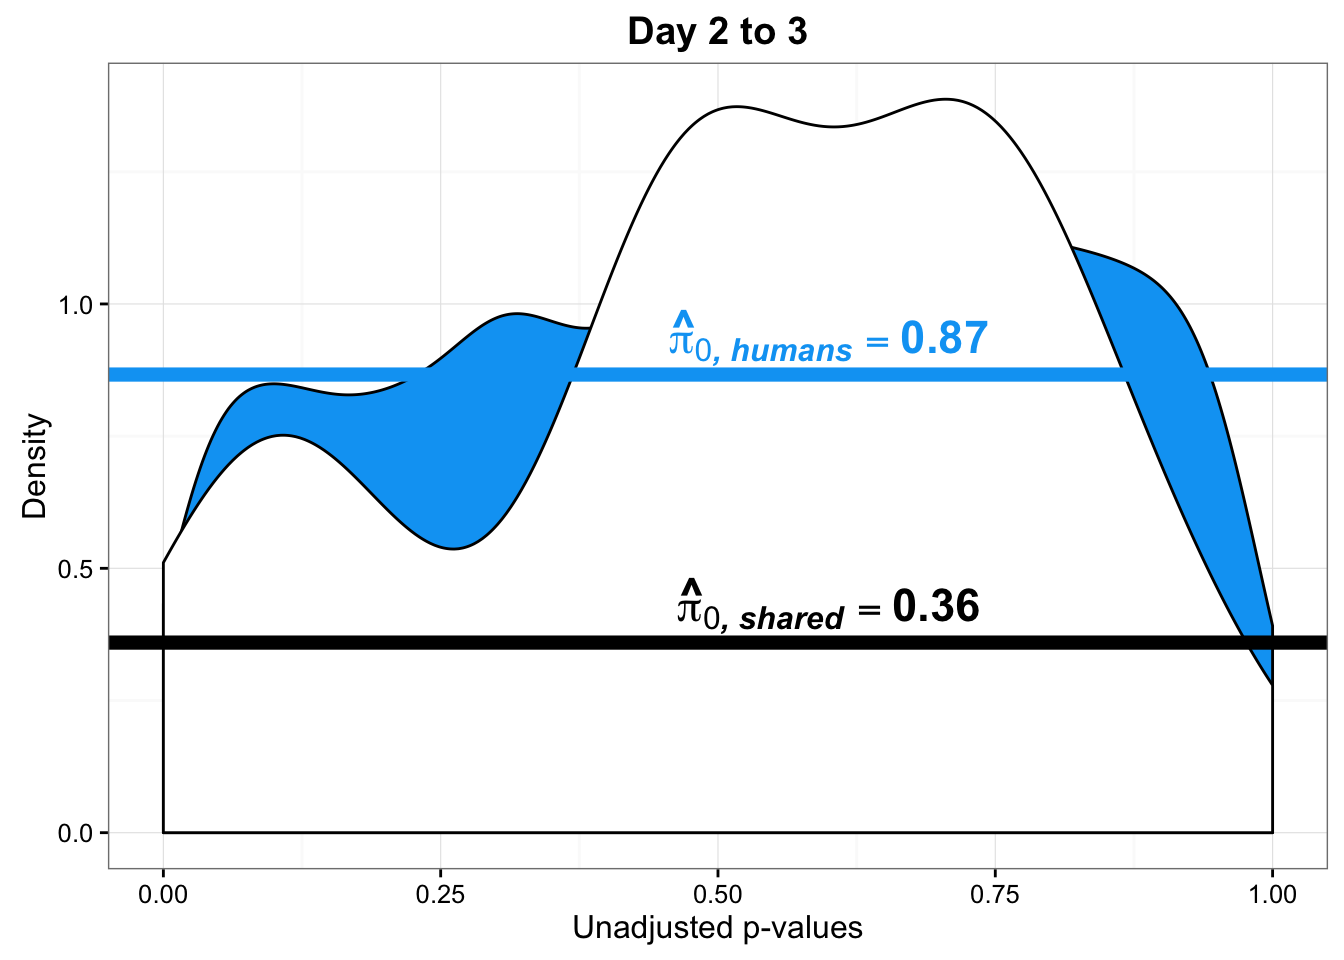 Day 2 to 3
Density
1.0
0.5
0.0
π̂0, humans = 0.87
π̂0, shared = 0.36
0.00 0.25 0.50 0.75 1.00
Unadjusted p-values